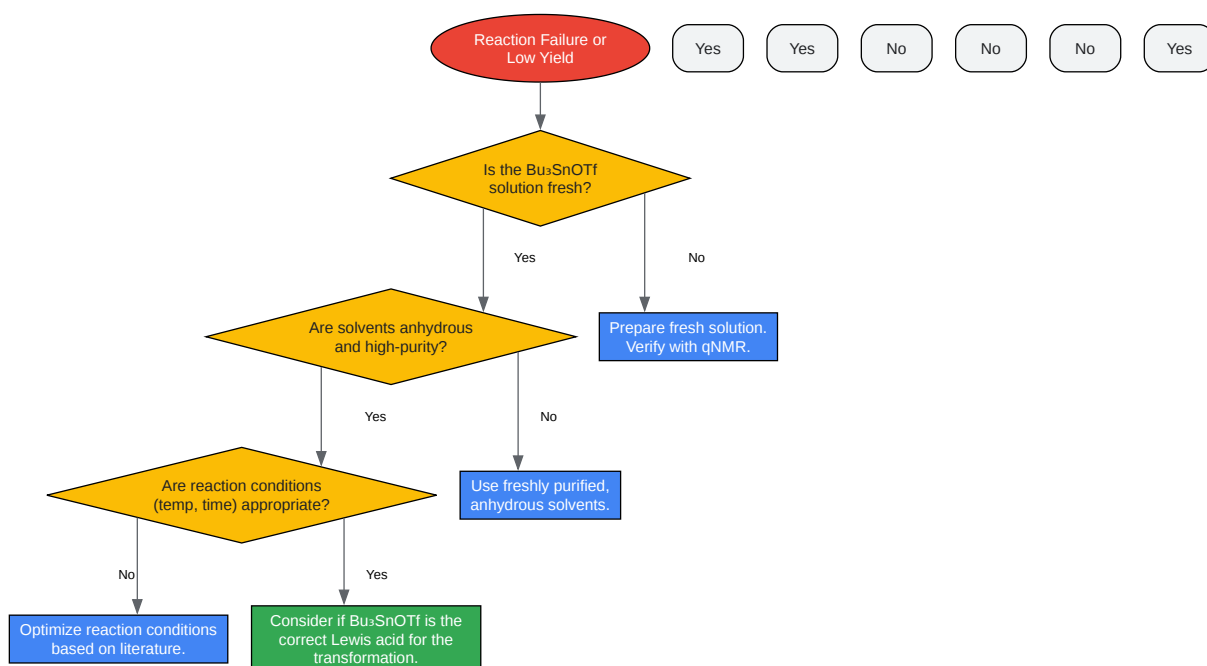 Reaction Failure or
Low Yield
Yes
Yes
No
No
No
Yes
Is the Bu₃SnOTf
solution fresh?
Yes
No
Are solvents anhydrous
and high-purity?
Prepare fresh solution.
Verify with qNMR.
Yes
No
Are reaction conditions
(temp, time) appropriate?
Use freshly purified,
anhydrous solvents.
No
Yes
Optimize reaction conditions
based on literature.
Consider if Bu₃SnOTf is the
correct Lewis acid for the
transformation.